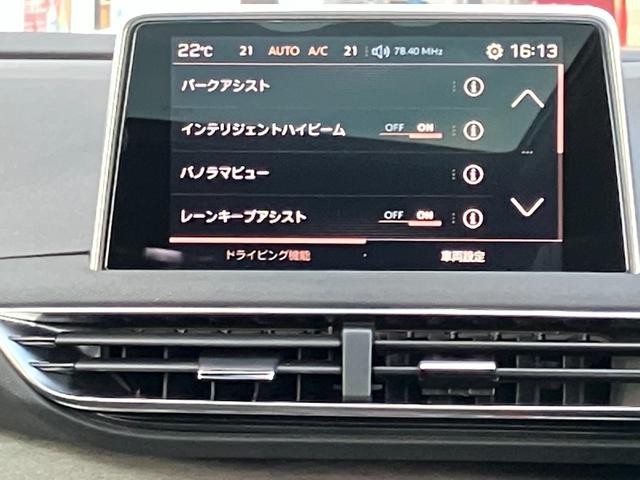 22℃ 21 AUTO A/C 21 78.40 MHz 16:13
パークアシスト
インテリジェントハイビーム OFF ON
パノラマビュー
レーンキープアシスト OFF ON
ドライビング機能 車両設定